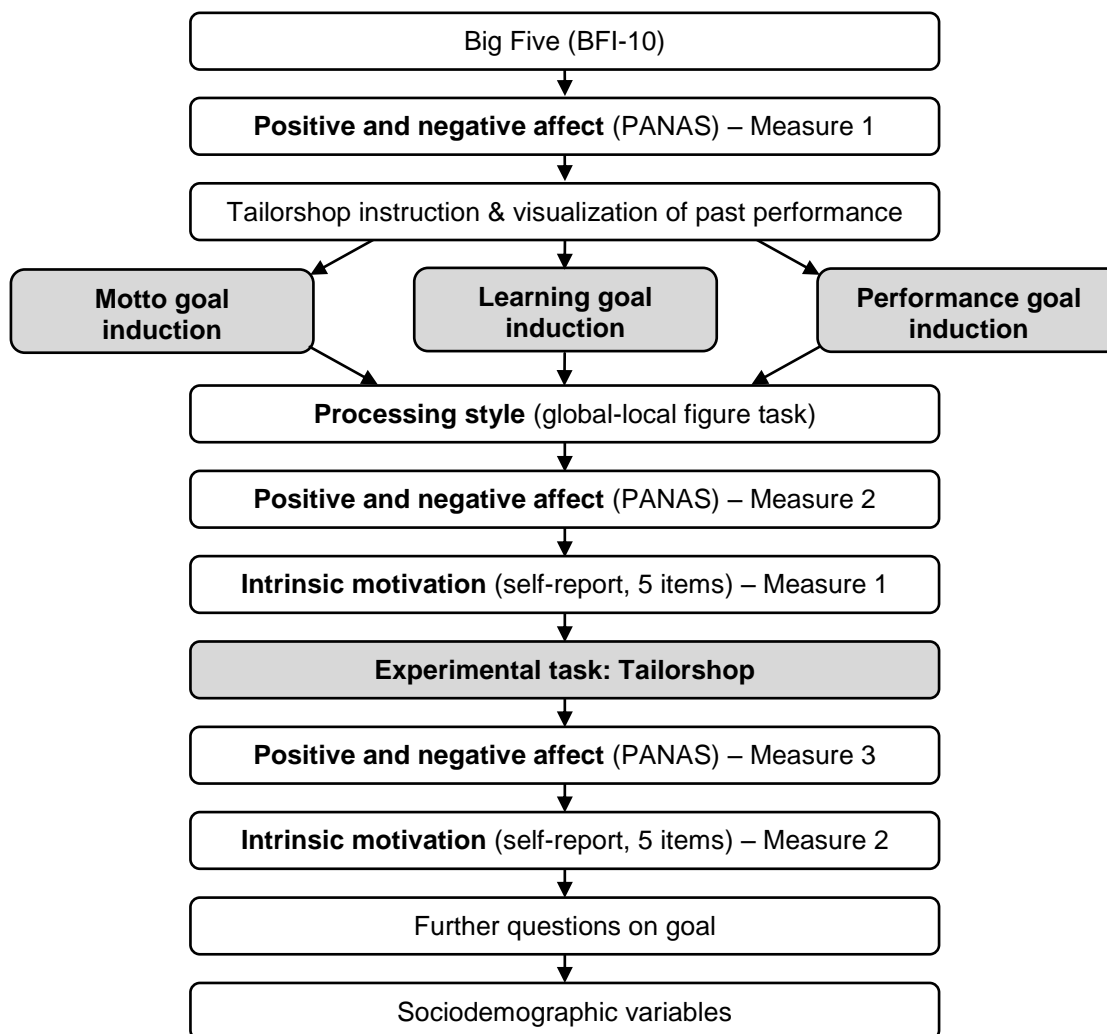 Big Five (BFI-10)
Positive and negative affect (PANAS) – Measure 1
Tailorshop instruction & visualization of past performance
Motto goal
induction
Learning goal
induction
Performance goal
induction
Processing style (global-local figure task)
Positive and negative affect (PANAS) – Measure 2
Intrinsic motivation (self-report, 5 items) – Measure 1
Experimental task: Tailorshop
Positive and negative affect (PANAS) – Measure 3
Intrinsic motivation (self-report, 5 items) – Measure 2
Further questions on goal
Sociodemographic variables